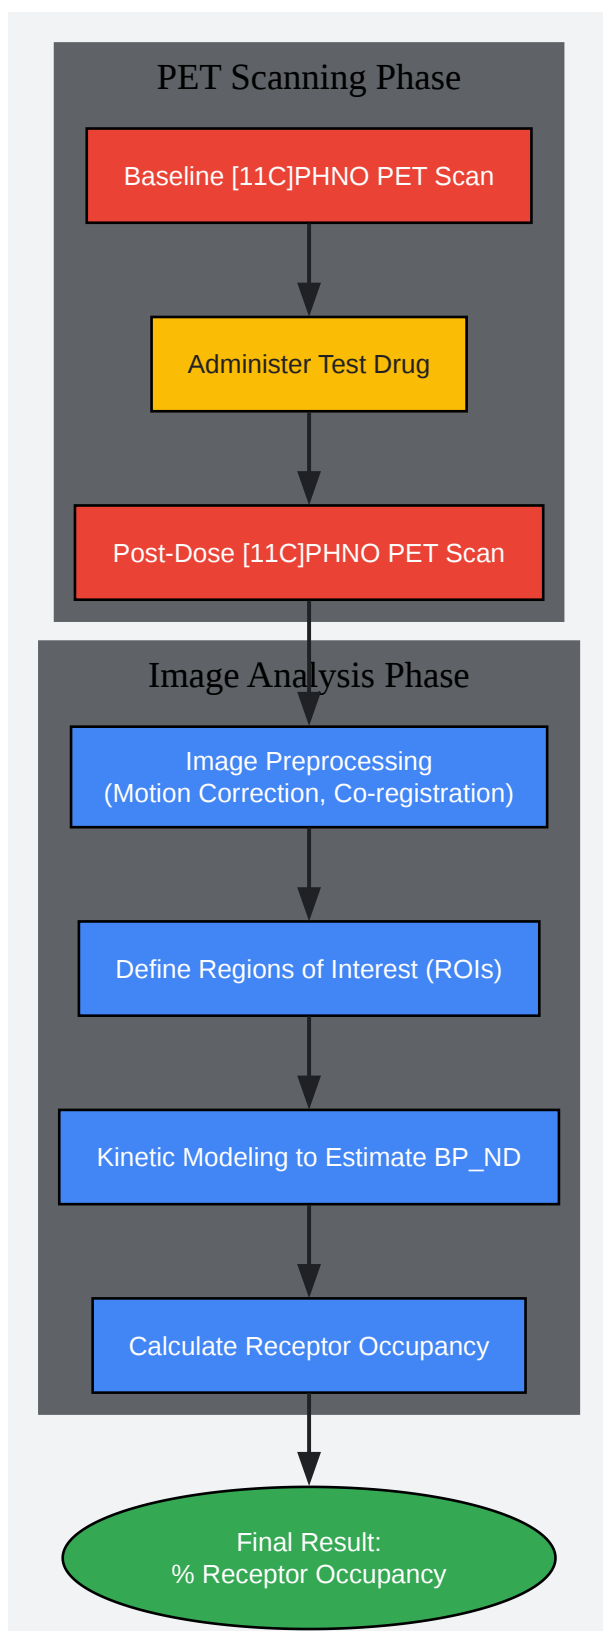 PET Scanning Phase
Baseline [11C]PHNO PET Scan
Administer Test Drug
Post-Dose [11C]PHNO PET Scan
Image Analysis Phase
Image Preprocessing
(Motion Correction, Co-registration)
Define Regions of Interest (ROIs)
Kinetic Modeling to Estimate BP_ND
Calculate Receptor Occupancy
Final Result:
% Receptor Occupancy